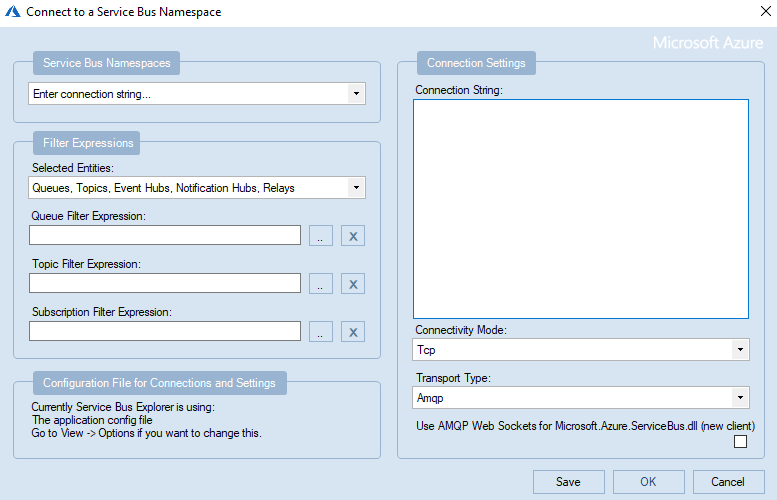 Connect to a Service Bus Namespace
Microsoft Azure
Service Bus Namespaces
Enter connection string...
Filter Expressions
Selected Entities:
Queues, Topics, Event Hubs, Notification Hubs, Relays
Queue Filter Expression:
..
X
Topic Filter Expression:
..
X
Subscription Filter Expression:
..
X
Configuration File for Connections and Settings
Currently Service Bus Explorer is using:
The application config file
Go to View -> Options if you want to change this.
Connection Settings
Connection String:
Connectivity Mode:
Tcp
Transport Type:
Amqp
Use AMQP Web Sockets for Microsoft.Azure.ServiceBus.dll (new client)
Save
OK
Cancel